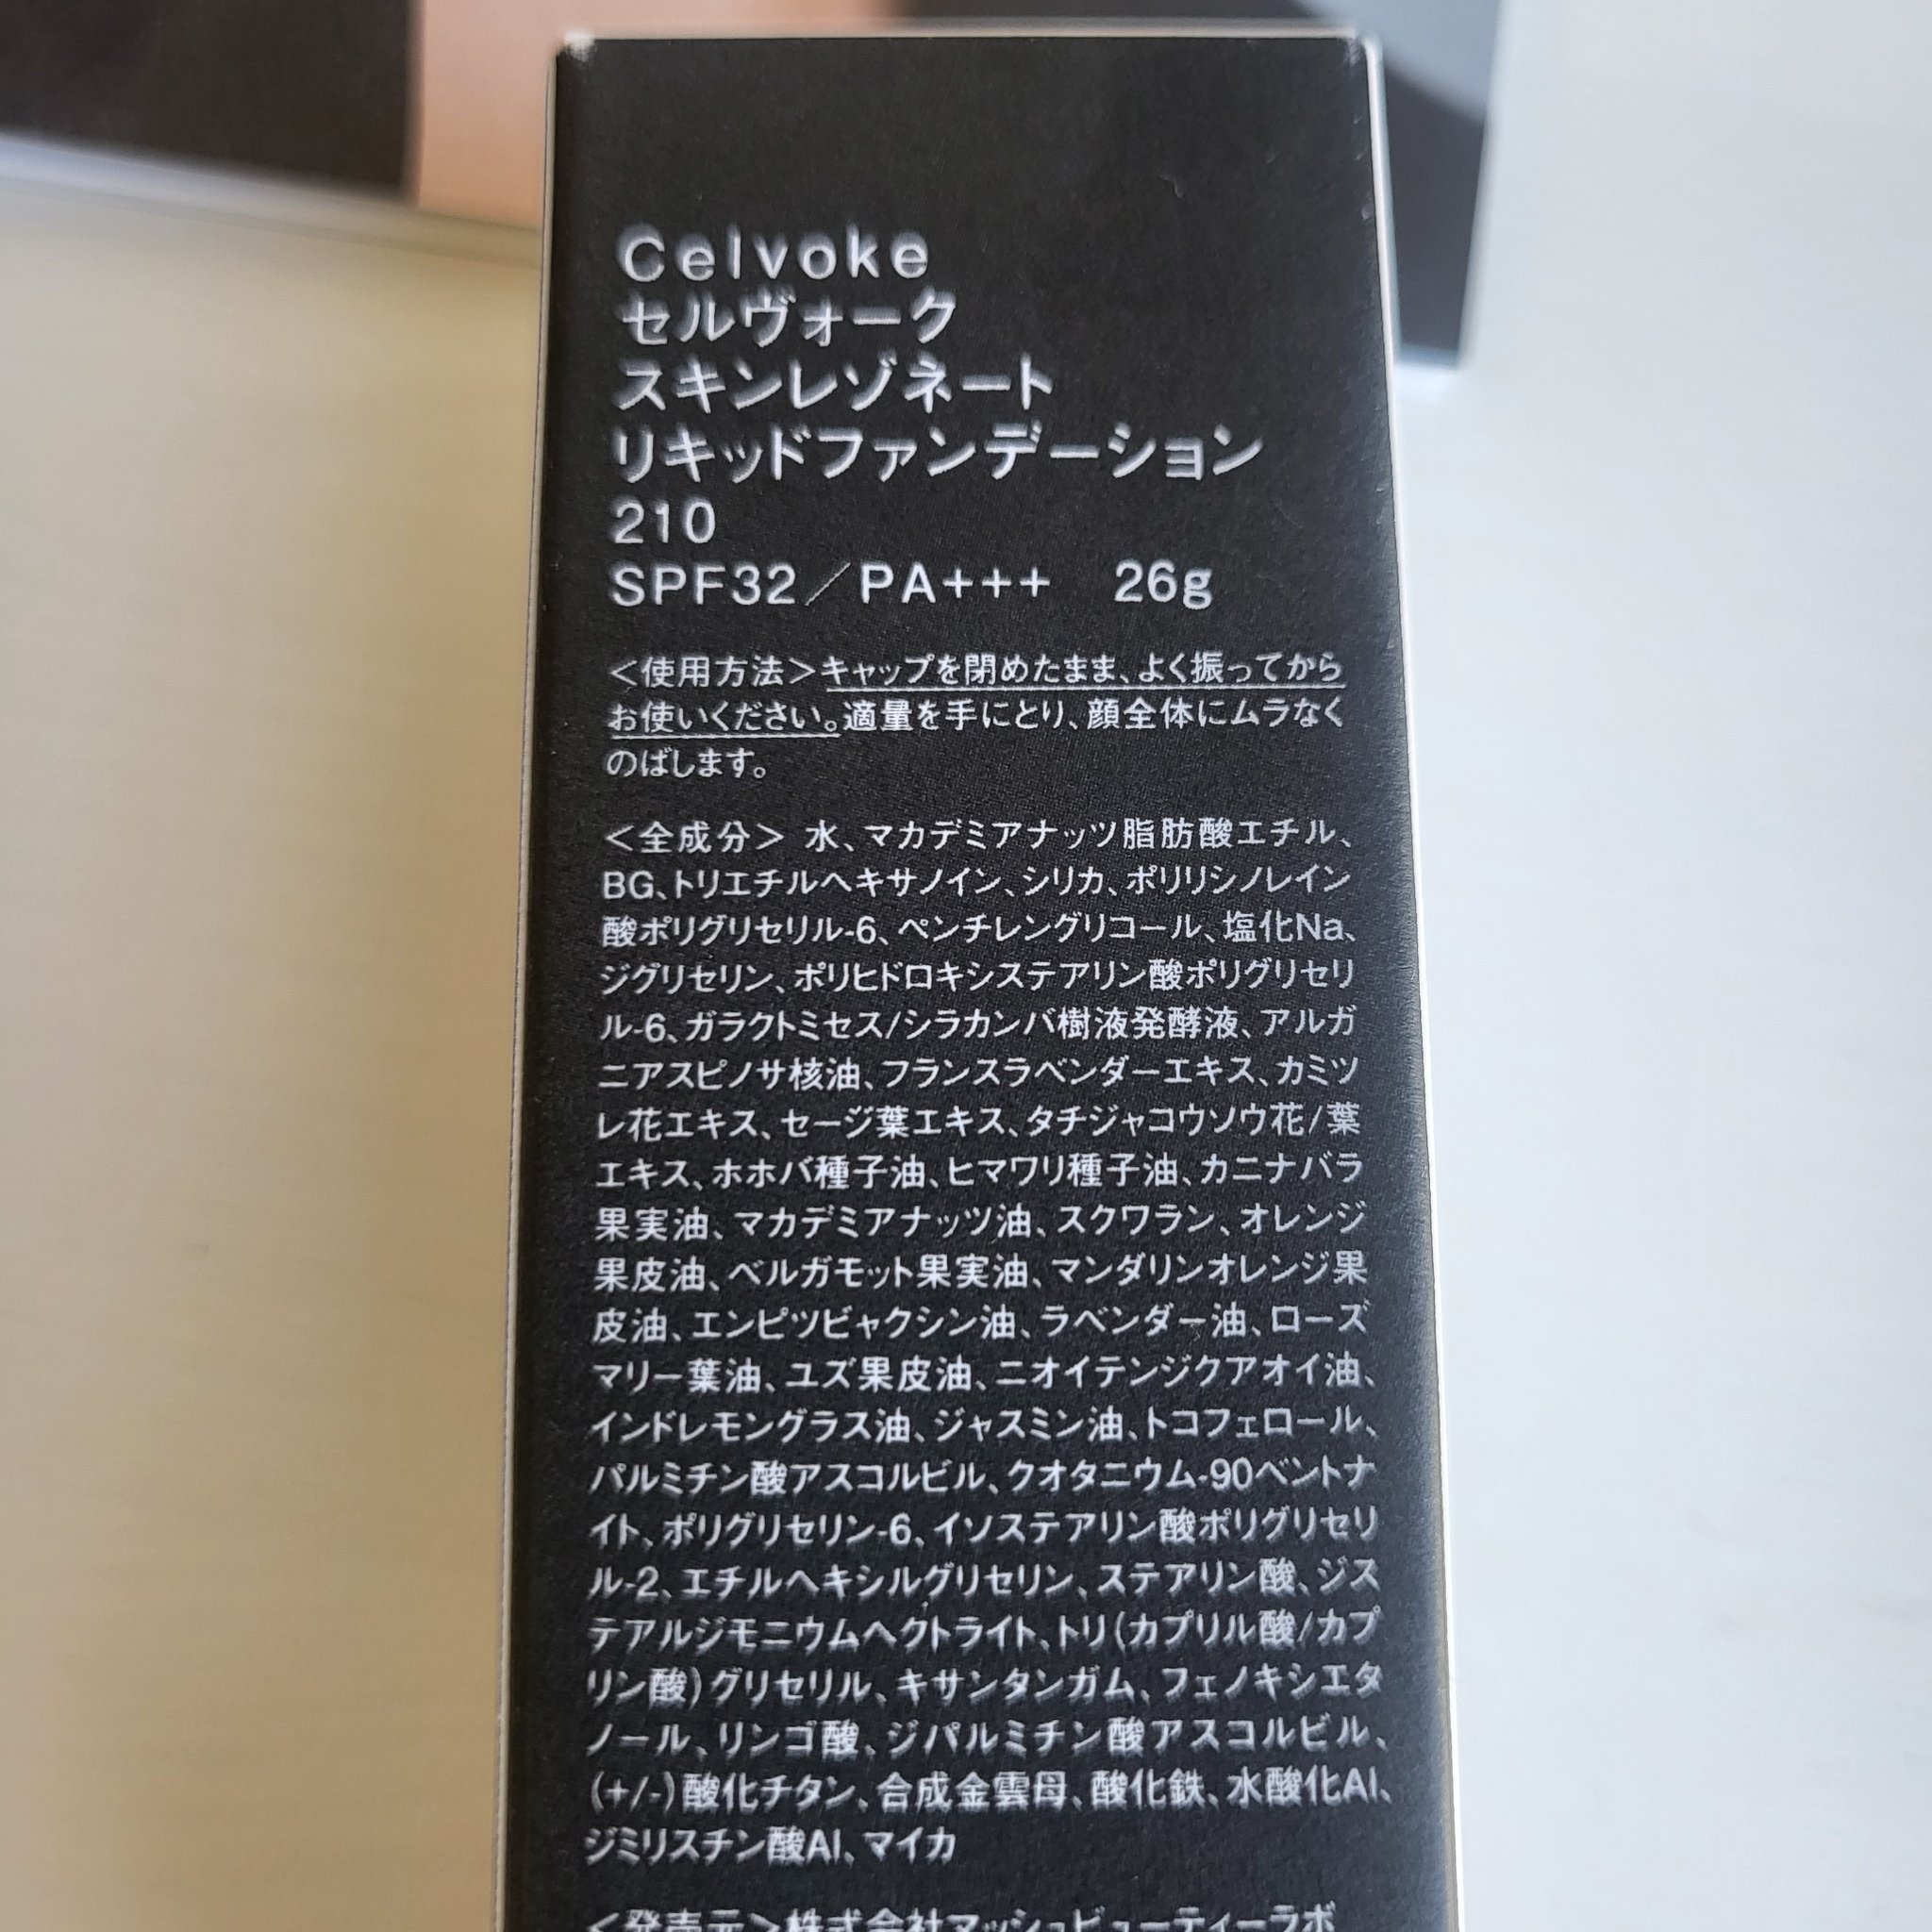 Celvoke
セルヴォーク
スキンレゾネート
リキッドファンデーション
210
SPF32／PA+++　26g
＜使用方法＞キャップを閉めたまま、よく振ってから
お使いください。適量を手にとり、顔全体にムラなく
のばします。
＜全成分＞ 水、マカデミアナッツ脂肪酸エチル、
BG、トリエチルヘキサノイン、シリカ、ポリリシノレイン
酸ポリグリセリル-6、ペンチレングリコール、塩化Na、
ジグリセリン、ポリヒドロキシステアリン酸ポリグリセリ
ル-6、ガラクトミセス/シラカンバ樹液発酵液、アルガ
ニアスピノサ核油、フランスラベンダーエキス、カミツ
レ花エキス、セージ葉エキス、タチジャコウソウ花/葉
エキス、ホホバ種子油、ヒマワリ種子油、カニナバラ
果実油、マカデミアナッツ油、スクワラン、オレンジ
果皮油、ベルガモット果実油、マンダリンオレンジ果
皮油、エンピツビャクシン油、ラベンダー油、ローズ
マリー葉油、ユズ果皮油、ニオイテンジクアオイ油、
インドレモングラス油、ジャスミン油、トコフェロール、
パルミチン酸アスコルビル、クオタニウム-90ベントナ
イト、ポリグリセリン-6、イソステアリン酸ポリグリセリ
ル-2、エチルヘキシルグリセリン、ステアリン酸、ジス
テアルジモニウムヘクトライト、トリ(カプリル酸/カプ
リン酸)グリセリル、キサンタンガム、フェノキシエタ
ノール、リンゴ酸、ジパルミチン酸アスコルビル、
(+/-)酸化チタン、合成金雲母、酸化鉄、水酸化Al、
ジミリスチン酸Al、マイカ
＜発売元＞株式会社マッシュビューティーラボ